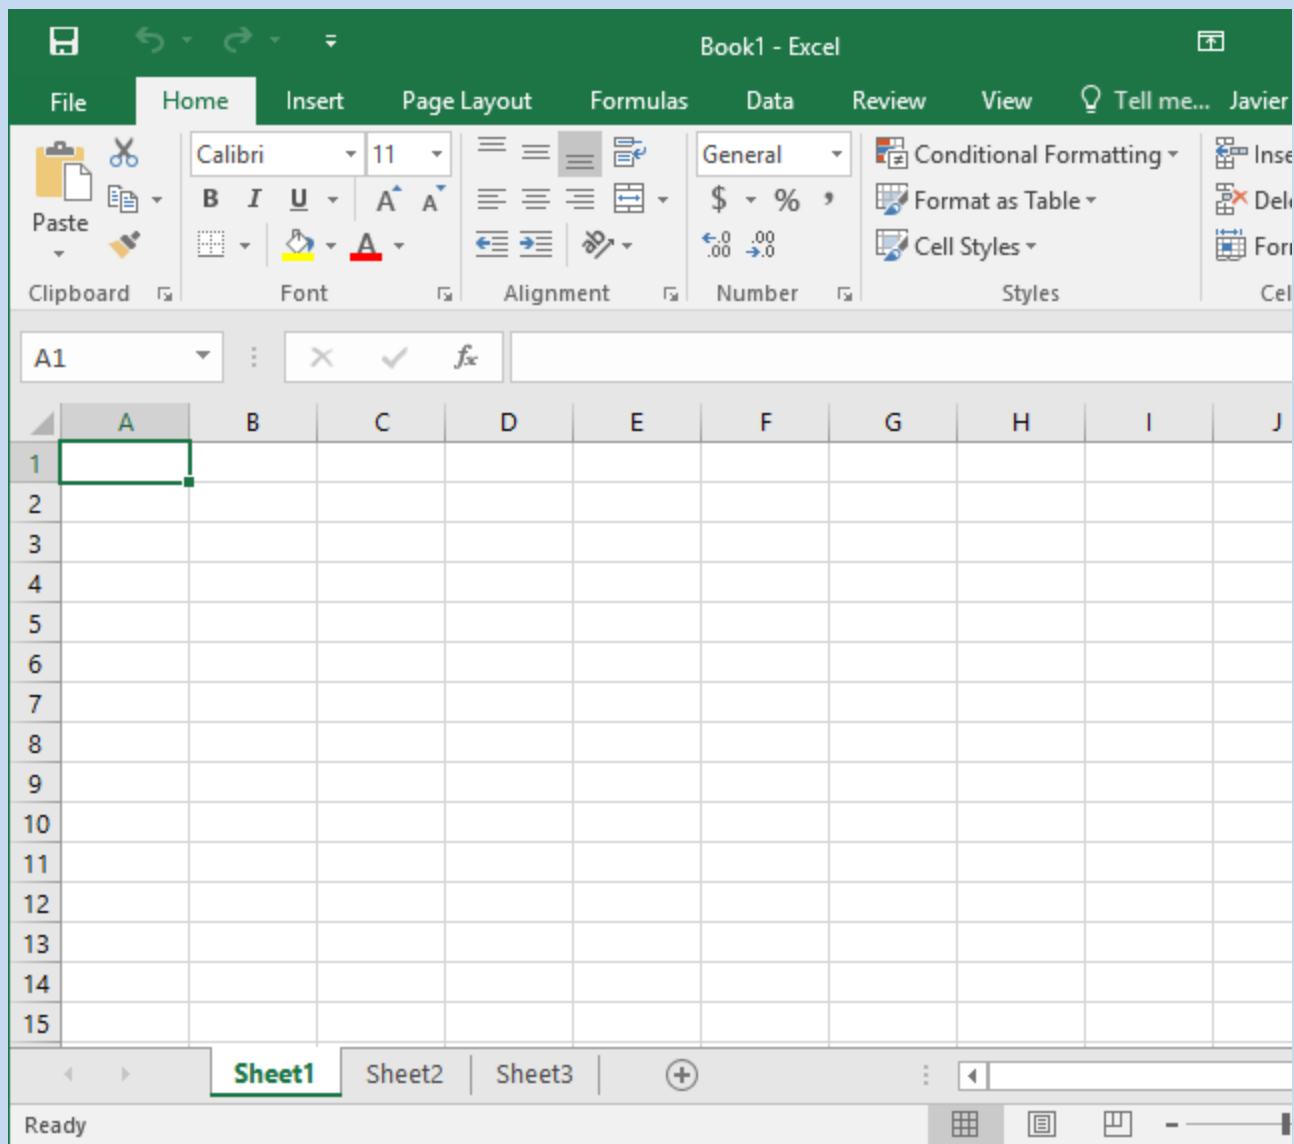 Book1 - Excel
File Home Insert Page Layout Formulas Data Review View Tell me... Javier
Calibri 11 General Conditional Formatting
B I U A A $ % , Format as Table
Paste
A .00 .00 Cell Styles
Clipboard Font Alignment Number Styles
A1 fx
A B C D E F G H I J
1
2
3
4
5
6
7
8
9
10
11
12
13
14
15
Sheet1 Sheet2 Sheet3
Ready